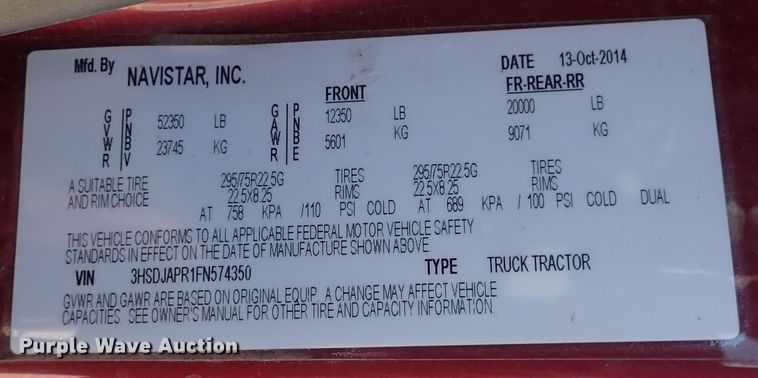 Mfd. By NAVISTAR, INC. DATE 13-Oct-2014
FRONT FR-REAR-RR
GVWR PNBV 52350 LB GAWR PNBE 12350 LB 20000 LB
23745 KG 5601 KG 9071 KG
A SUITABLE TIRE 295/75R22.5G TIRES 295/75R22.5G TIRES
AND RIM CHOICE 22.5X8.25 RIMS 22.5X8.25 RIMS
AT 758 KPA /110 PSI COLD AT 689 KPA / 100 PSI COLD DUAL
THIS VEHICLE CONFORMS TO ALL APPLICABLE FEDERAL MOTOR VEHICLE SAFETY
STANDARDS IN EFFECT ON THE DATE OF MANUFACTURE SHOWN ABOVE.
VIN 3HSDJAPR1FN574350 TYPE TRUCK TRACTOR
GVWR AND GAWR ARE BASED ON ORIGINAL EQUIP. A CHANGE MAY AFFECT VEHICLE
CAPACITIES. SEE OWNER'S MANUAL FOR OTHER TIRE AND CAPACITY INFORMATION.
Purple Wave Auction